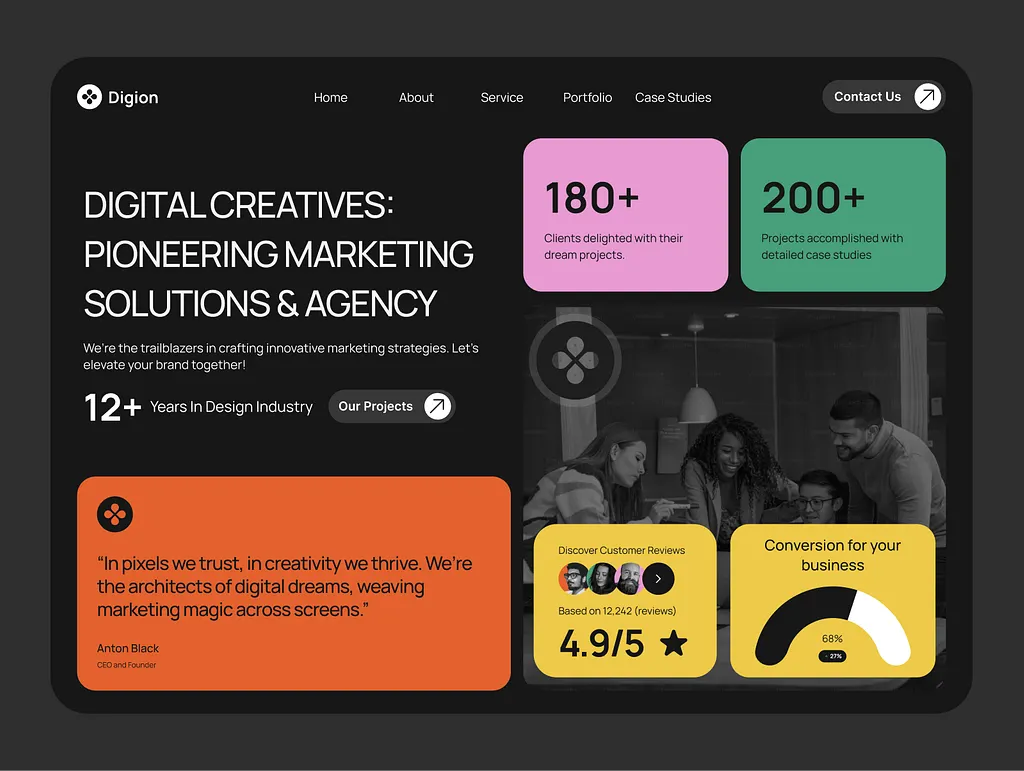 Digion
Home
About
Service
Portfolio
Case Studies
Contact Us
DIGITAL CREATIVES:
PIONEERING MARKETING
SOLUTIONS & AGENCY
We're the trailblazers in crafting innovative marketing strategies. Let's
elevate your brand together!
12+ Years In Design Industry
Our Projects
180+
Clients delighted with their
dream projects.
200+
Projects accomplished with
detailed case studies
“In pixels we trust, in creativity we thrive. We're
the architects of digital dreams, weaving
marketing magic across screens.”
Anton Black
CEO and Founder
Discover Customer Reviews
Based on 12,242 (reviews)
4.9/5
Conversion for your
business
68%
27%